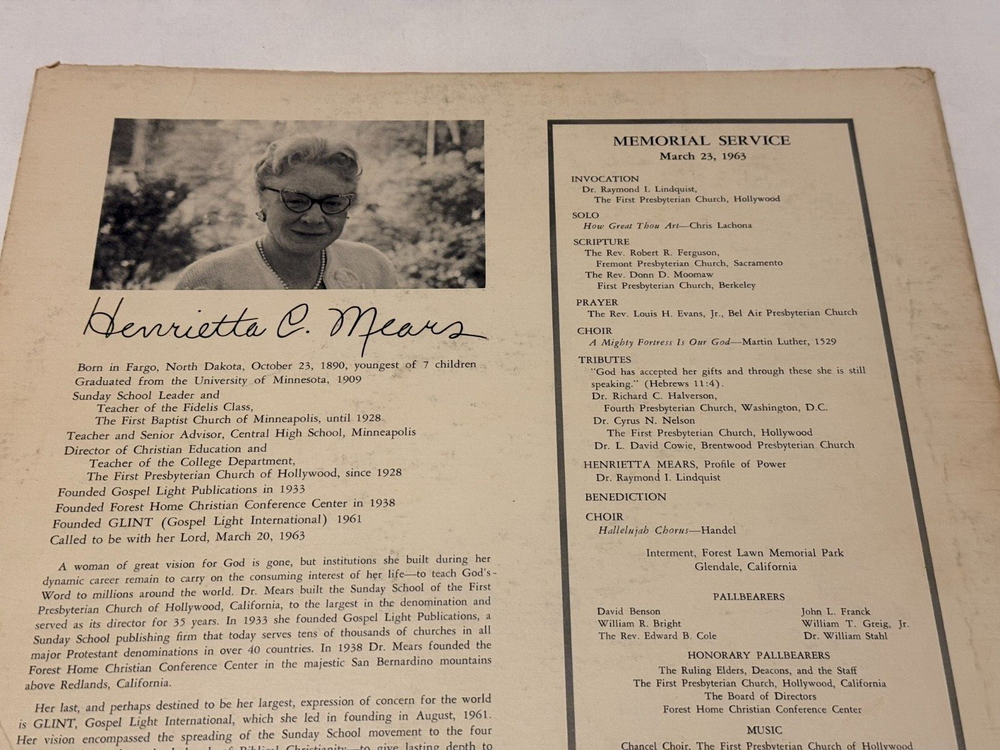 Henrietta C. Mears
Born in Fargo, North Dakota, October 23, 1890, youngest of 7 children
Graduated from the University of Minnesota, 1909
Sunday School Leader and
Teacher of the Fidelis Class,
The First Baptist Church of Minneapolis, until 1928
Teacher and Senior Advisor, Central High School, Minneapolis
Director of Christian Education and
Teacher of the College Department,
The First Presbyterian Church of Hollywood, since 1928
Founded Gospel Light Publications in 1933
Founded Forest Home Christian Conference Center in 1938
Founded GLINT (Gospel Light International) 1961
Called to be with her Lord, March 20, 1963
A woman of great vision for God is gone, but institutions she built during her
dynamic career remain to carry on the consuming interest of her life—to teach God's
Word to millions around the world. Dr. Mears built the Sunday School of the First
Presbyterian Church of Hollywood, California, to the largest in the denomination and
served as its director for 35 years. In 1933 she founded Gospel Light Publications, a
Sunday School publishing firm that today serves tens of thousands of churches in all
major Protestant denominations in over 40 countries. In 1938 Dr. Mears founded the
Forest Home Christian Conference Center in the majestic San Bernardino mountains
above Redlands, California.
Her last, and perhaps destined to be her largest, expression of concern for the world
is GLINT, Gospel Light International, which she led in founding in August, 1961.
Her vision encompassed the spreading of the Sunday School movement to the four
of Biblical Christianity—to give lasting depth to
MEMORIAL SERVICE
March 23, 1963
INVOCATION
Dr. Raymond I. Lindquist,
The First Presbyterian Church, Hollywood
SOLO
How Great Thou Art—Chris Lachona
SCRIPTURE
The Rev. Robert R. Ferguson,
Fremont Presbyterian Church, Sacramento
The Rev. Donn D. Moomaw
First Presbyterian Church, Berkeley
PRAYER
The Rev. Louis H. Evans, Jr., Bel Air Presbyterian Church
CHOIR
A Mighty Fortress Is Our God—Martin Luther, 1529
TRIBUTES
"God has accepted her gifts and through these she is still
speaking." (Hebrews 11:4).
Dr. Richard C. Halverson,
Fourth Presbyterian Church, Washington, D.C.
Dr. Cyrus N. Nelson
The First Presbyterian Church, Hollywood
Dr. L. David Cowie, Brentwood Presbyterian Church
HENRIETTA MEARS, Profile of Power
Dr. Raymond I. Lindquist
BENEDICTION
CHOIR
Hallelujah Chorus—Handel
Interment, Forest Lawn Memorial Park
Glendale, California
PALLBEARERS
David Benson John L. Franck
William R. Bright William T. Greig, Jr.
The Rev. Edward B. Cole Dr. William Stahl
HONORARY PALLBEARERS
The Ruling Elders, Deacons, and the Staff
The First Presbyterian Church, Hollywood, California
The Board of Directors
Forest Home Christian Conference Center
MUSIC
Chancel Choir, The First Presbyterian Church of Hollywood